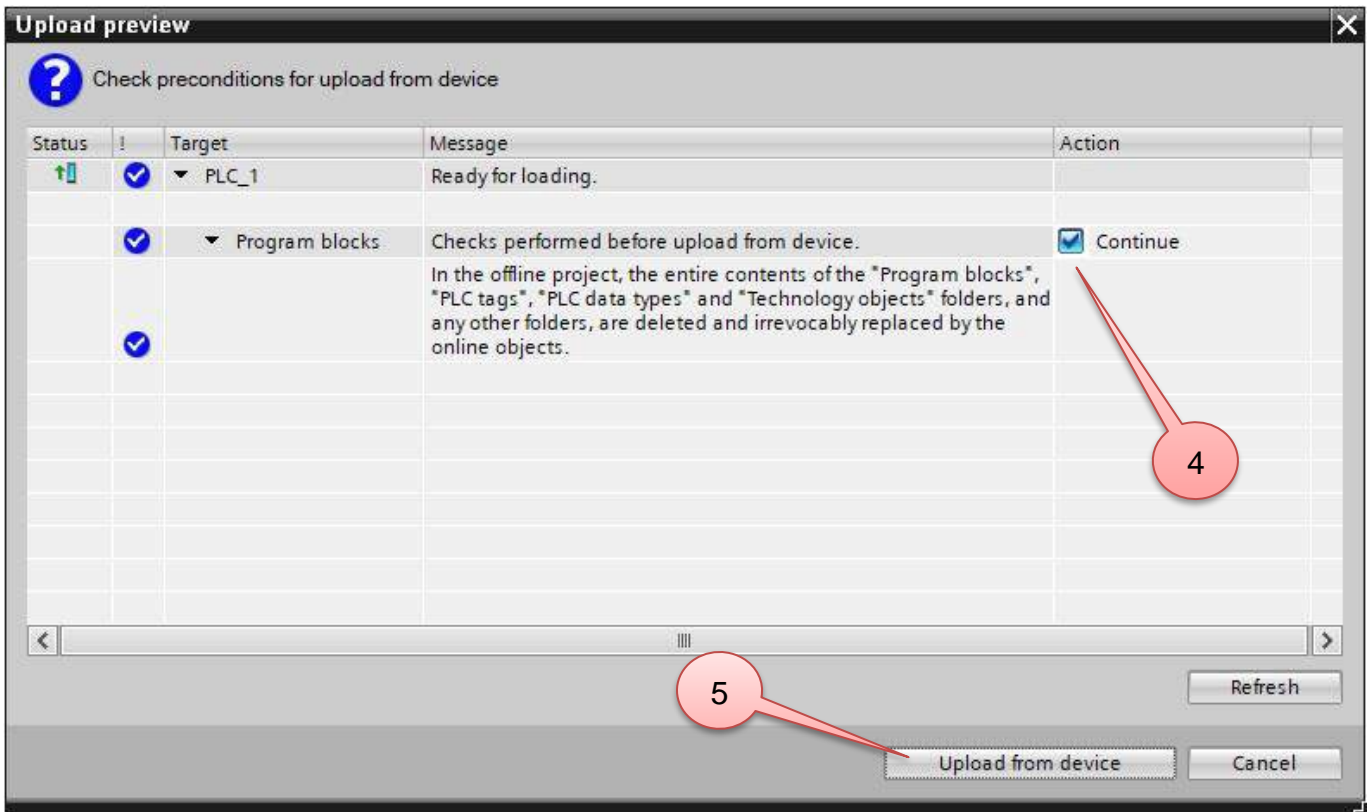 Upload preview
Check preconditions for upload from device
Status ! Target Message Action
PLC_1 Ready for loading.
Program blocks Checks performed before upload from device. Continue
In the offline project, the entire contents of the "Program blocks",
"PLC tags", "PLC data types" and "Technology objects" folders, and
any other folders, are deleted and irrevocably replaced by the
online objects.
4
5
Refresh
Upload from device Cancel